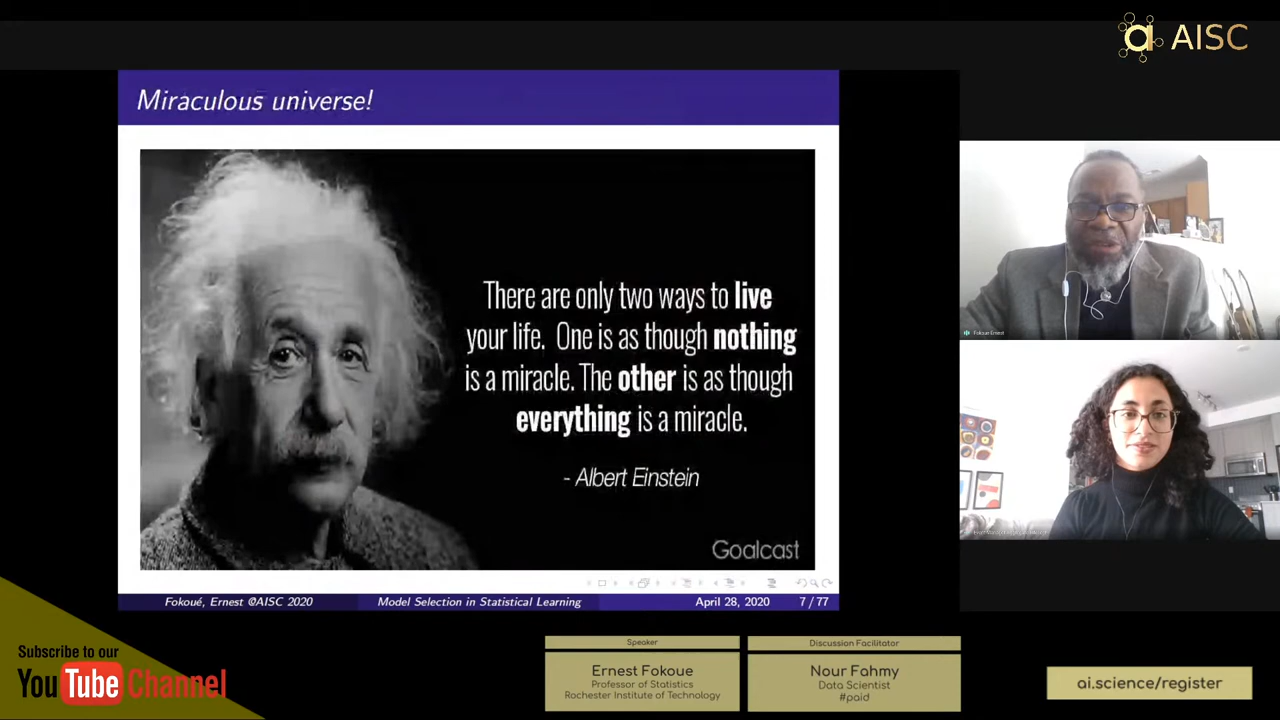 AISC
Miraculous universe!
There are only two ways to live
your life. One is as though nothing
is a miracle. The other is as though
everything is a miracle.
- Albert Einstein
Goalcast
Fokoué, Ernest @AISC 2020
Model Selection in Statistical Learning
April 28, 2020
7 / 77
Fokoue Ernest
Subscribe to our
YouTube Channel
Speaker
Ernest Fokoue
Professor of Statistics
Rochester Institute of Technology
Discussion Facilitator
Nour Fahmy
Data Scientist
#paid
ai.science/register